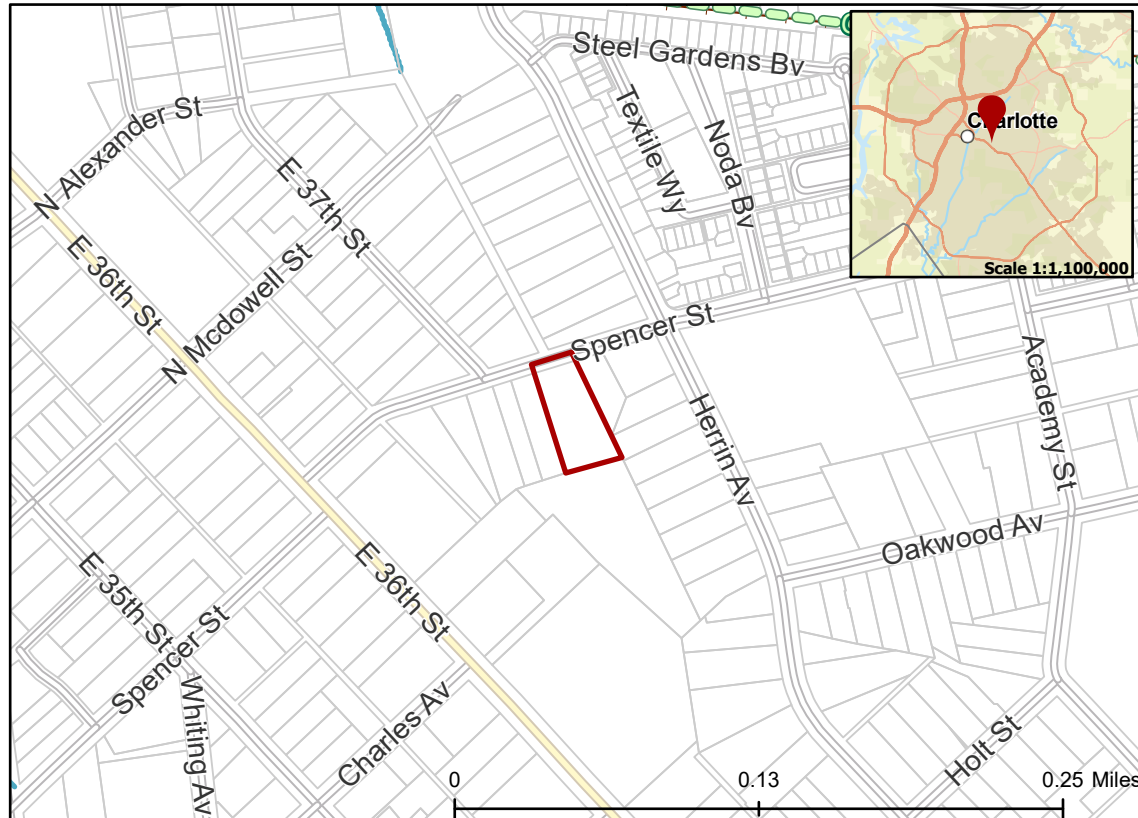 Steel Gardens Bv
Textile Wy
Noda Bv
Charlotte
Scale 1:1,100,000
N Alexander St
E 37th St
E 36th St
N Mcdowell St
Spencer St
Herrin Av
Academy St
Oakwood Av
E 36th St
E 35th St
Spencer St
Whiting Av
Charles Av
Holt St
0
0.13
0.25 Miles